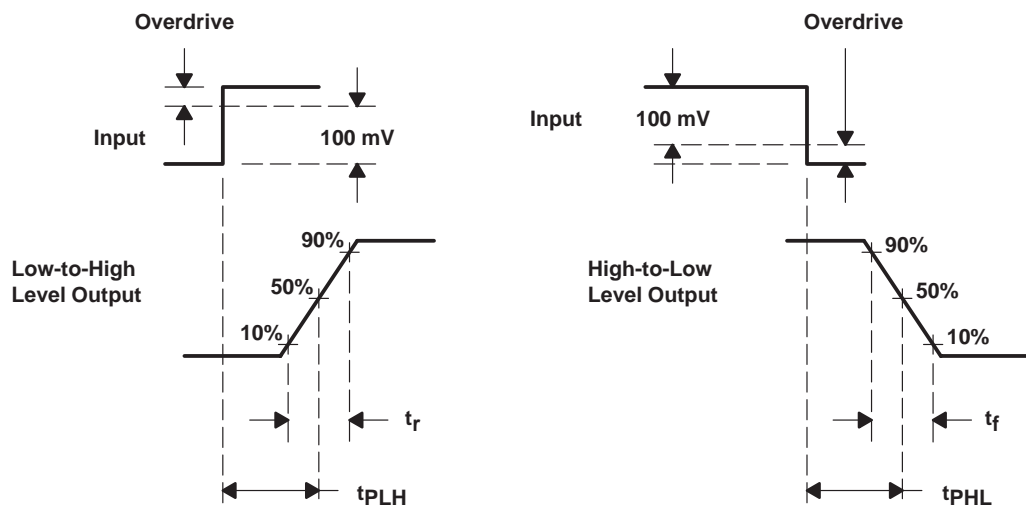 Overdrive
Input
100 mV
Low-to-High
Level Output
90%
50%
10%
tr
tPLH
Overdrive
Input
100 mV
High-to-Low
Level Output
90%
50%
10%
tf
tPHL